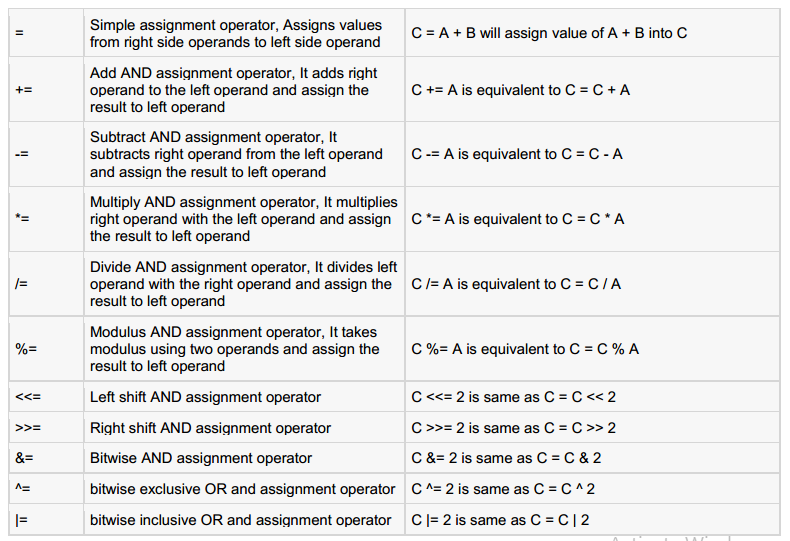 =
Simple assignment operator, Assigns values
from right side operands to left side operand
C = A + B will assign value of A + B into C
+=
Add AND assignment operator, It adds right
operand to the left operand and assign the
result to left operand
C += A is equivalent to C = C + A
-=
Subtract AND assignment operator, It
subtracts right operand from the left operand
and assign the result to left operand
C -= A is equivalent to C = C - A
*=
Multiply AND assignment operator, It multiplies
right operand with the left operand and assign
the result to left operand
C *= A is equivalent to C = C * A
/=
Divide AND assignment operator, It divides left
operand with the right operand and assign the
result to left operand
C /= A is equivalent to C = C / A
%=
Modulus AND assignment operator, It takes
modulus using two operands and assign the
result to left operand
C %= A is equivalent to C = C % A
<<=
Left shift AND assignment operator
C <<= 2 is same as C = C << 2
>>=
Right shift AND assignment operator
C >>= 2 is same as C = C >> 2
&=
Bitwise AND assignment operator
C &= 2 is same as C = C & 2
^=
bitwise exclusive OR and assignment operator
C ^= 2 is same as C = C ^ 2
|=
bitwise inclusive OR and assignment operator
C |= 2 is same as C = C | 2